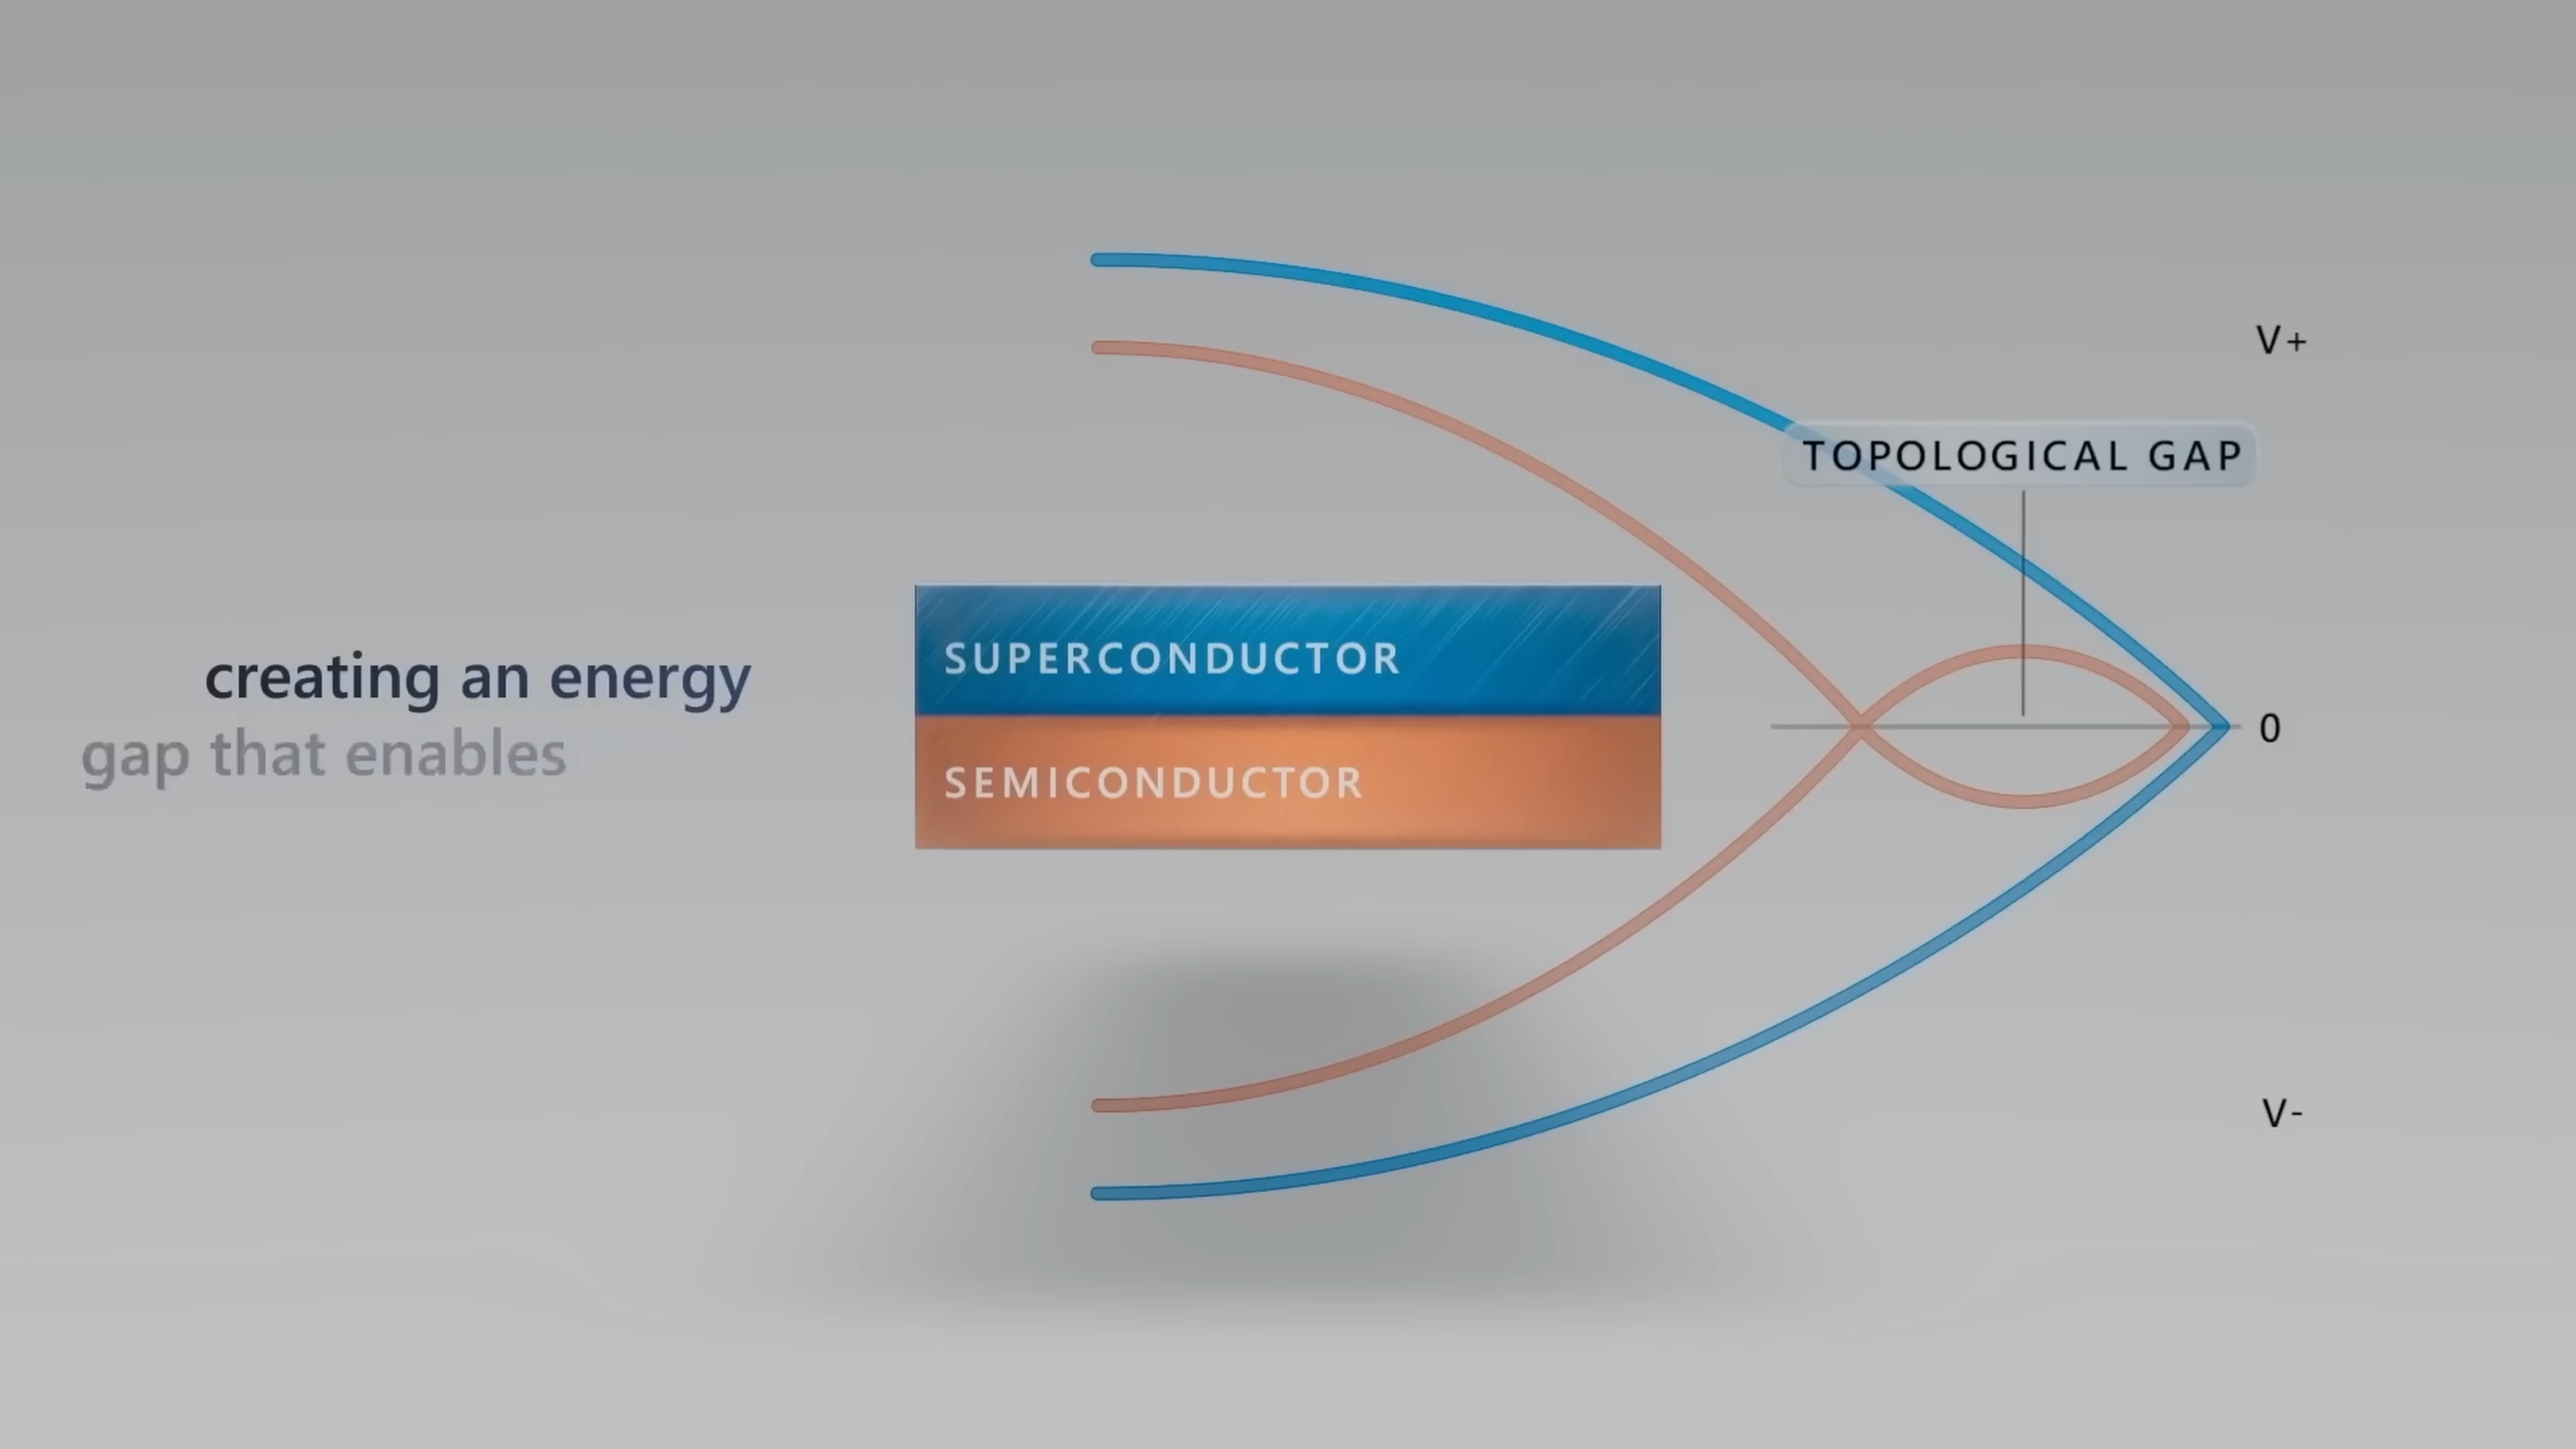 creating an energy
gap that enables
SUPERCONDUCTOR
SEMICONDUCTOR
V+
TOPOLOGICAL GAP
0
V-